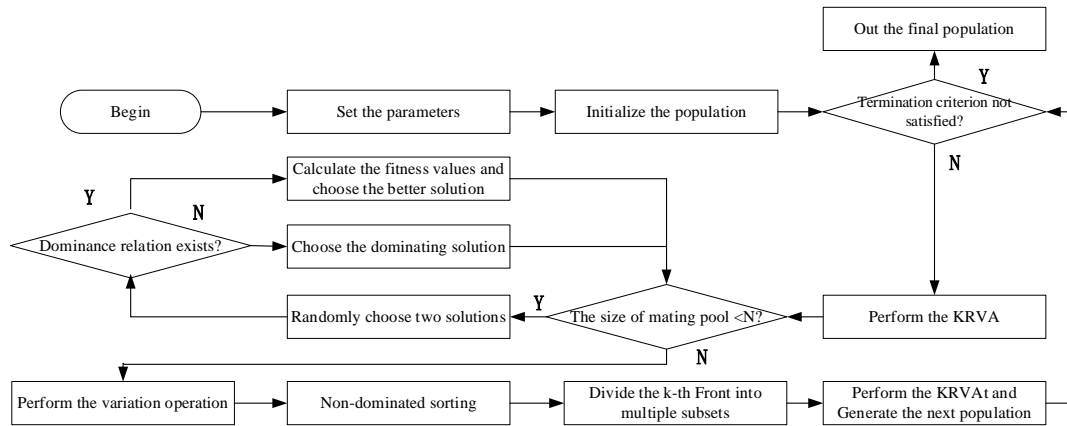 Out the final population
Y
Begin
Set the parameters
Initialize the population
Termination criterion not
satisfied?
N
Calculate the fitness values and
choose the better solution
Y
N
Dominance relation exists?
Choose the dominating solution
Randomly choose two solutions
Y
The size of mating pool <N?
Perform the KRVA
N
Perform the variation operation
Non-dominated sorting
Divide the k-th Front into
multiple subsets
Perform the KRVAt and
Generate the next population